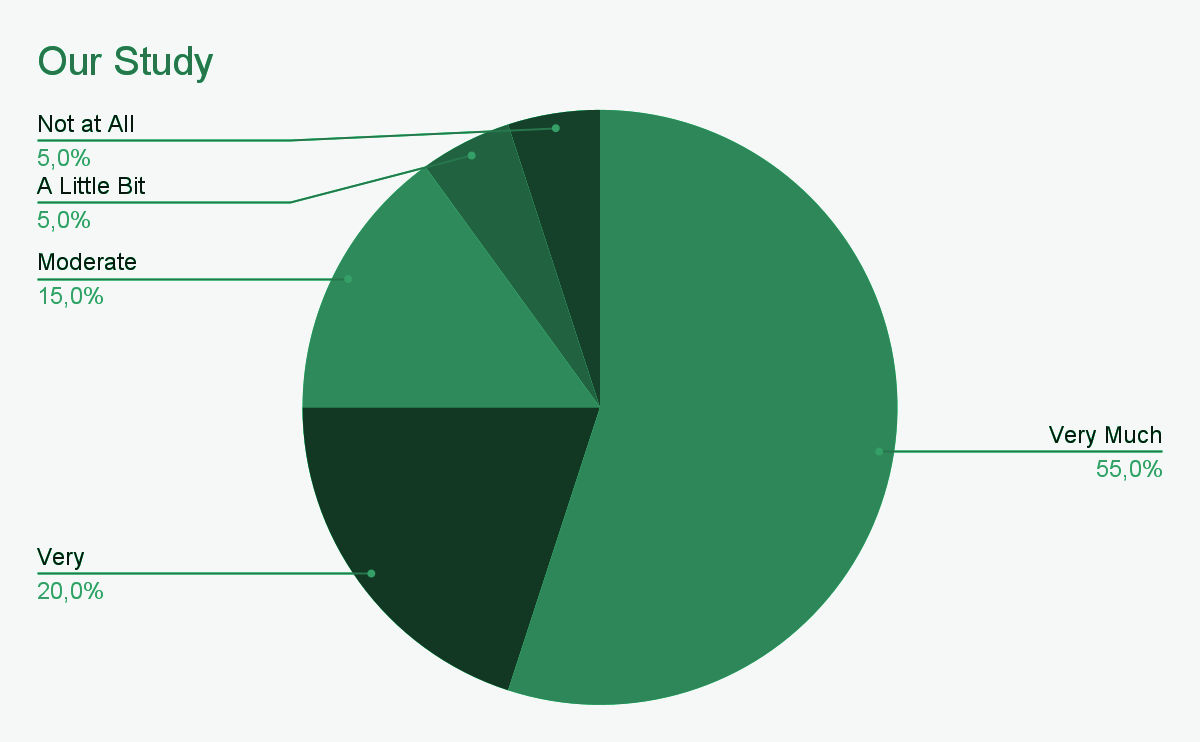 Our Study
Not at All
5,0%
A Little Bit
5,0%
Moderate
15,0%
Very Much
55,0%
Very
20,0%